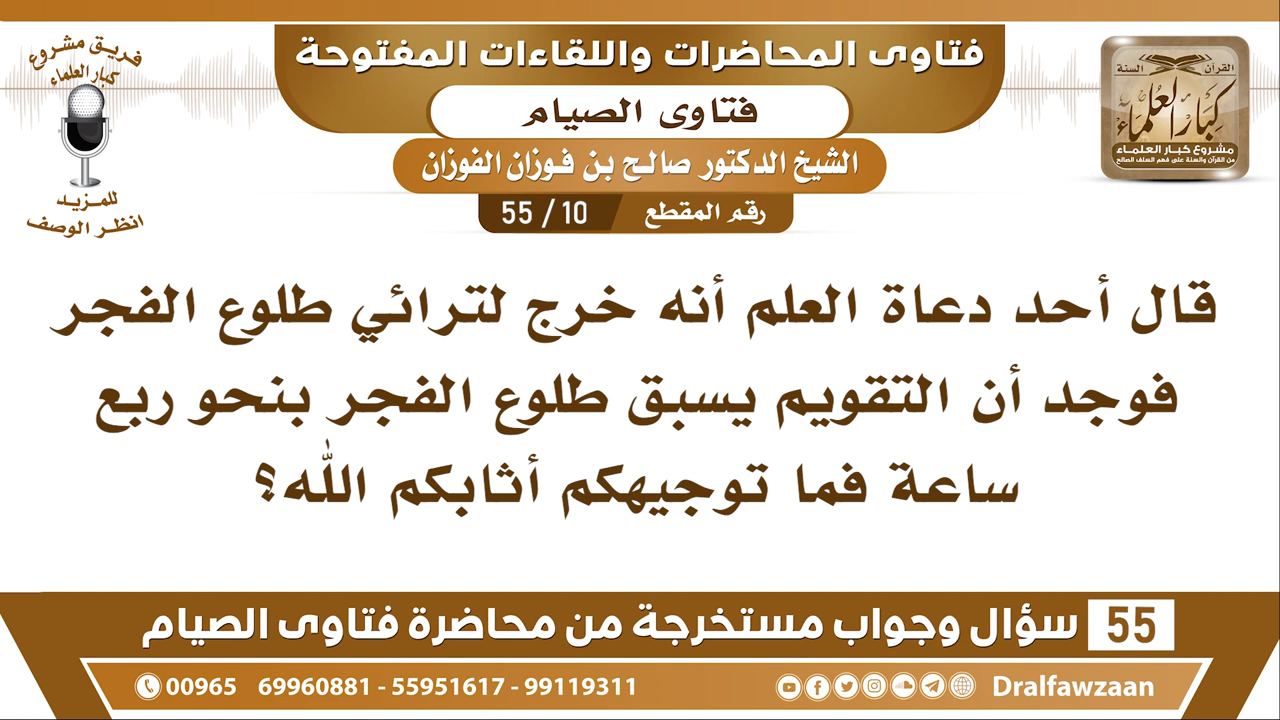 فتاوى المحاضرات واللقاءات المفتوحة
فتاوى الصيام
الشيخ الدكتور صالح بن فوزان الفوزان
رقم المقطع 10 / 55
فريق مشروع
كبار العلماء
للمزيد
انظر الوصف
القرآن السنة
كبار العلماء
مشروع كبار العلماء
من القرآن والسنة على فهم السلف الصالح
قال أحد دعاة العلم أنه خرج لترائي طلوع الفجر
فوجد أن التقويم يسبق طلوع الفجر بنحو ربع
ساعة فما توجيهكم أثابكم الله؟
55 سؤال وجواب مستخرجة من محاضرة فتاوى الصيام
00965 69960881 - 55951617 - 99119311
Dralfawzaan